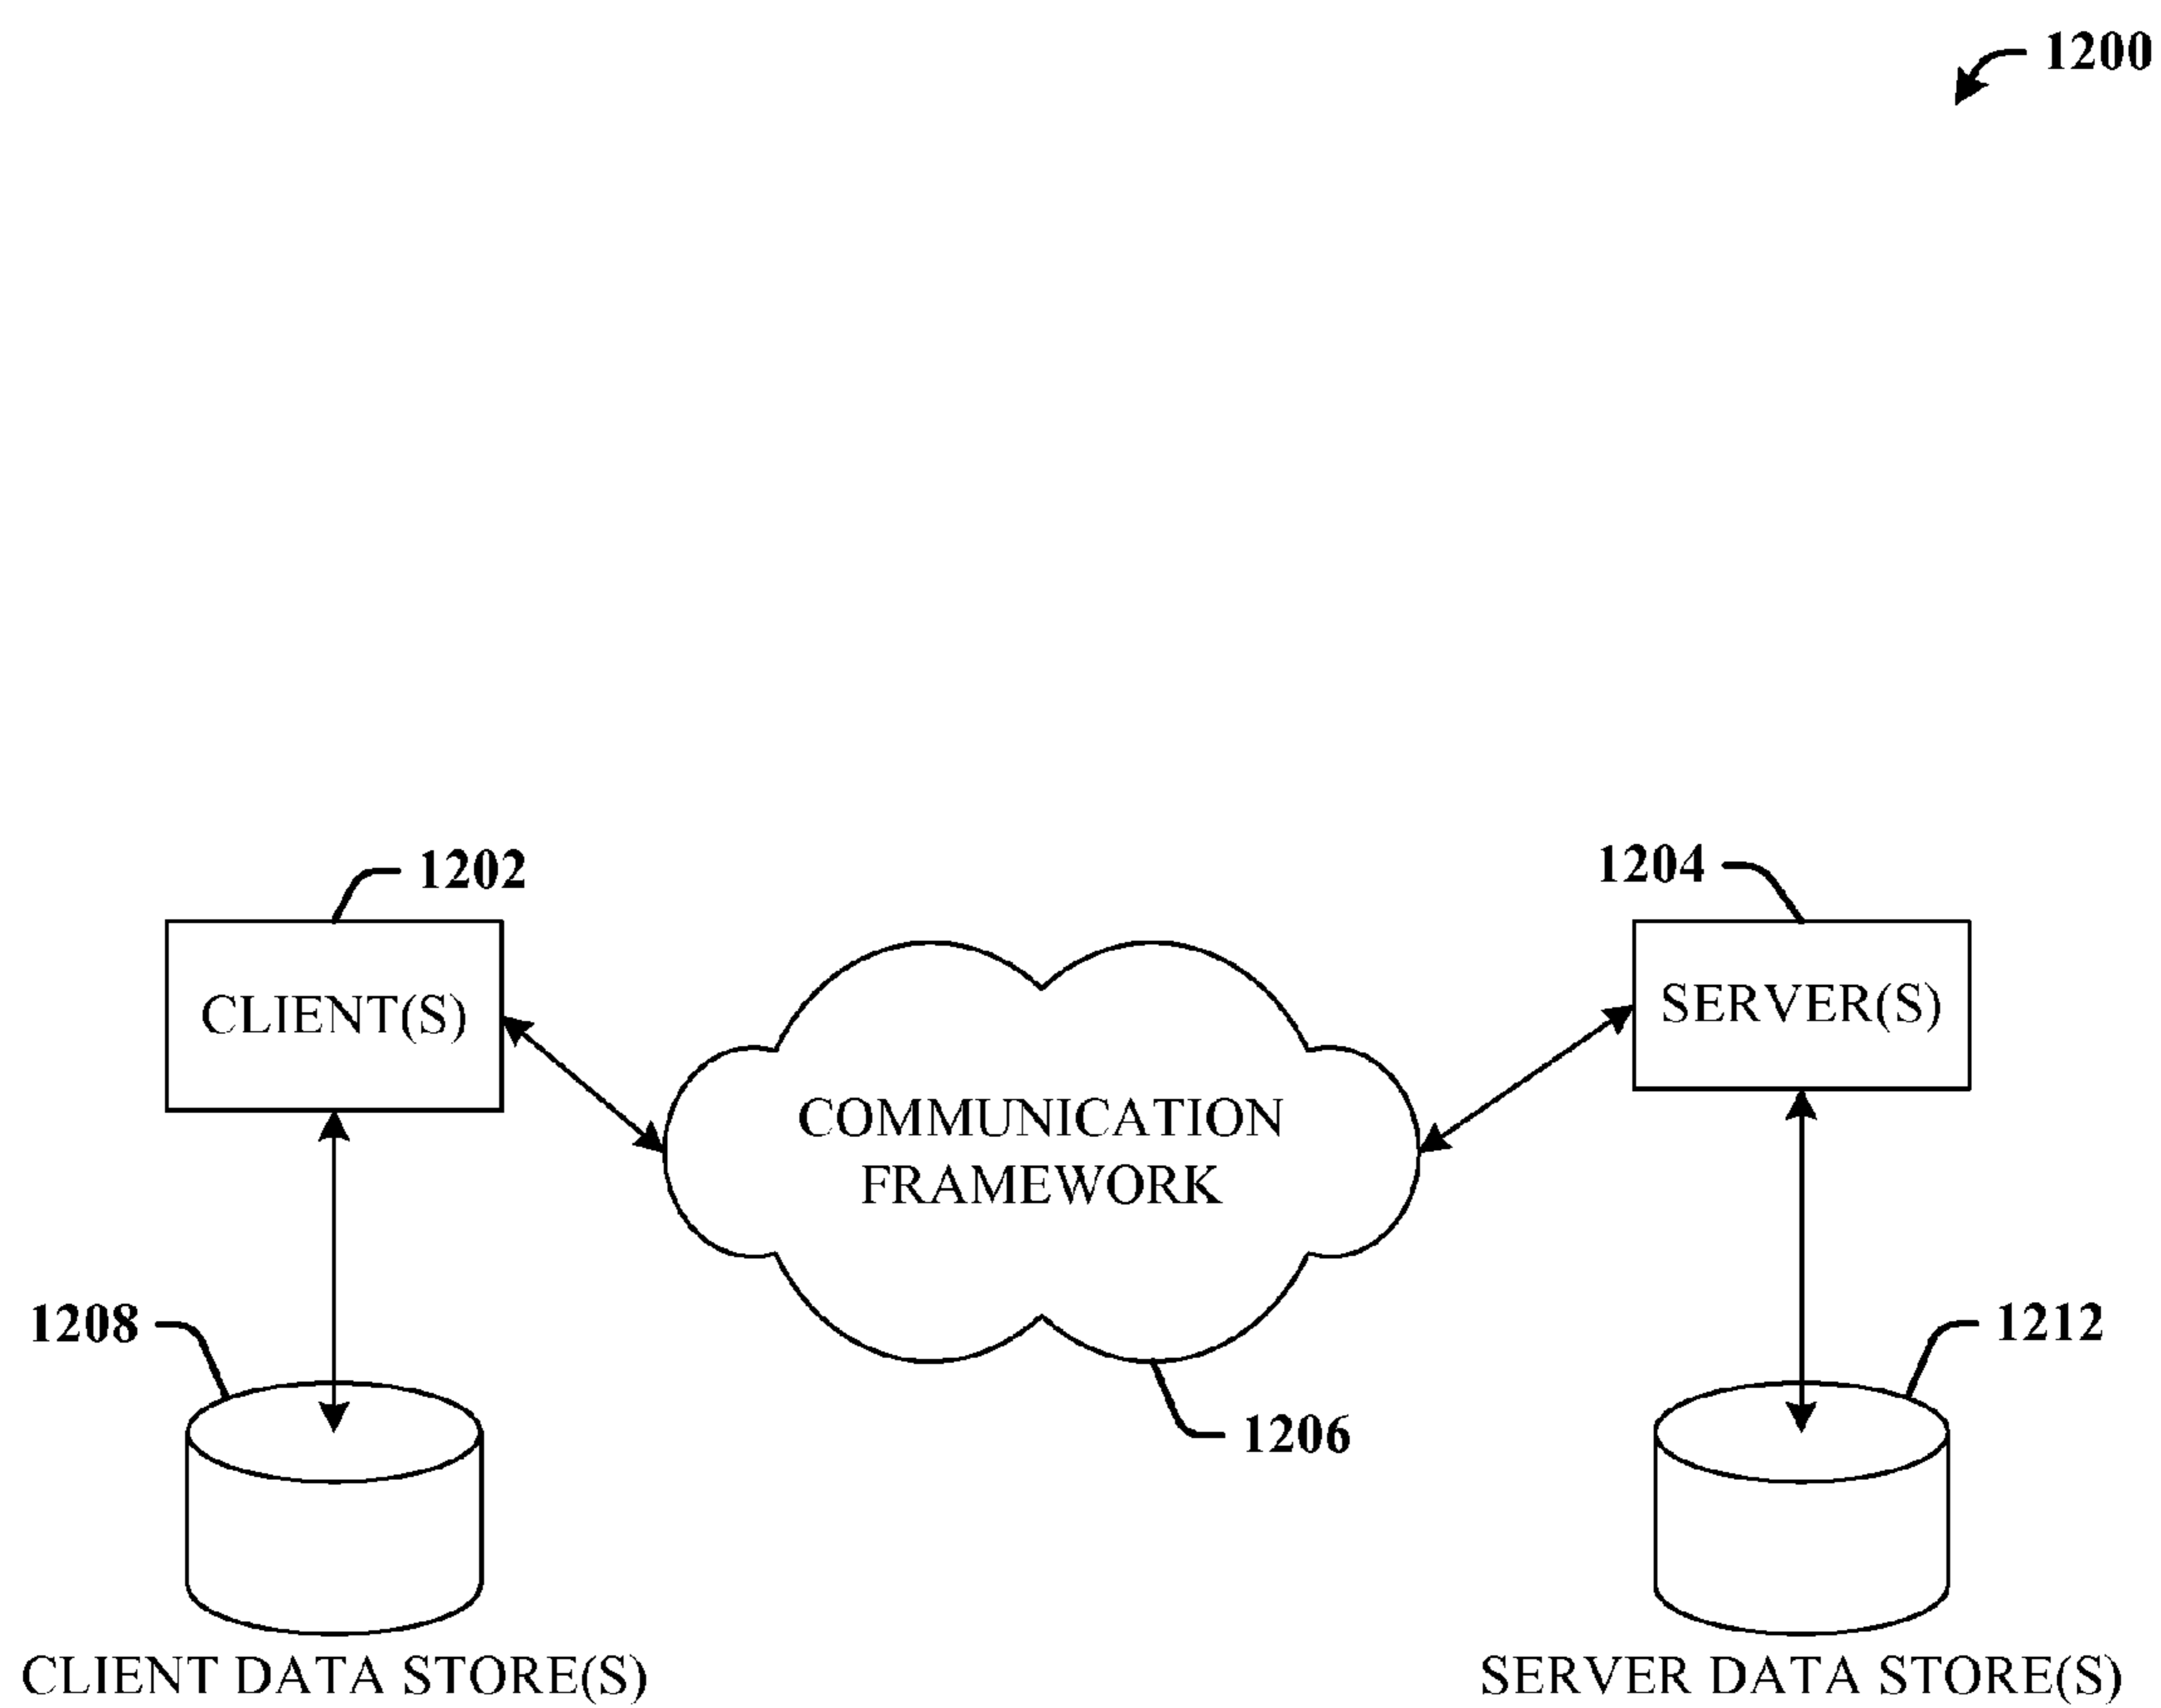 1200
1202
1204
CLIENT(S)
SERVER(S)
COMMUNICATION
FRAMEWORK
1208
1212
1206
CLIENT DATA STORE(S)
SERVER DATA STORE(S)